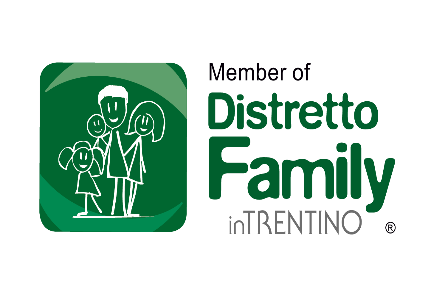 Member of
Distretto
Family
inTRENTINO ®